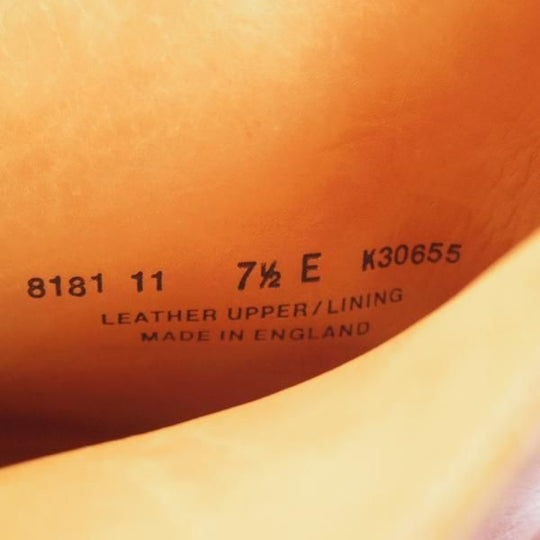 8181 11 7½ E K30655
LEATHER UPPER/LINING
MADE IN ENGLAND